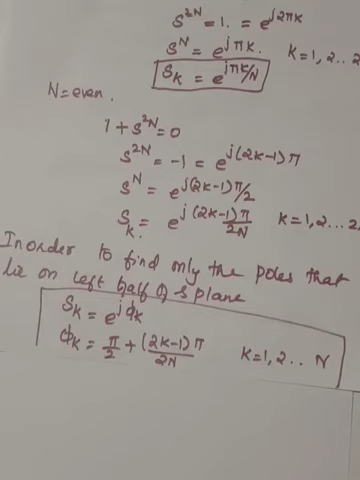 S^2N = 1. = e^j2πk
S^N = e^jπk. K=1,2..2
S_K = e^jπk/N
N=even.
1+S^2N=0
S^2N = -1 = e^j(2K-1)π
S^N = e^j(2K-1)π/2
S_K = e^j(2K-1)π/2N K=1,2...2
Inorder to find only the poles that
lie on left half of S plane
S_K = e^jϕ_K
ϕ_K = π/2 + (2K-1)π/2N K=1,2.. N